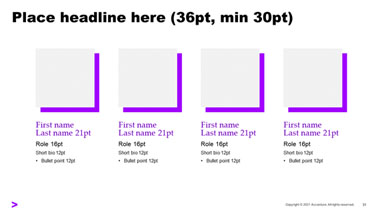 Place headline here (36pt, min 30pt)
First name
Last name 21pt
Role 16pt
Short bio 12pt
• Bullet point 12pt
First name
Last name 21pt
Role 16pt
Short bio 12pt
• Bullet point 12pt
First name
Last name 21pt
Role 16pt
Short bio 12pt
• Bullet point 12pt
First name
Last name 21pt
Role 16pt
Short bio 12pt
• Bullet point 12pt
Copyright © 2021 Accenture. All rights reserved.